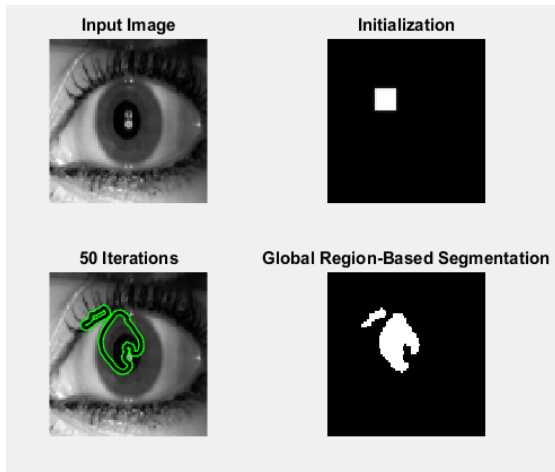 Input Image
Initialization
50 Iterations
Global Region-Based Segmentation